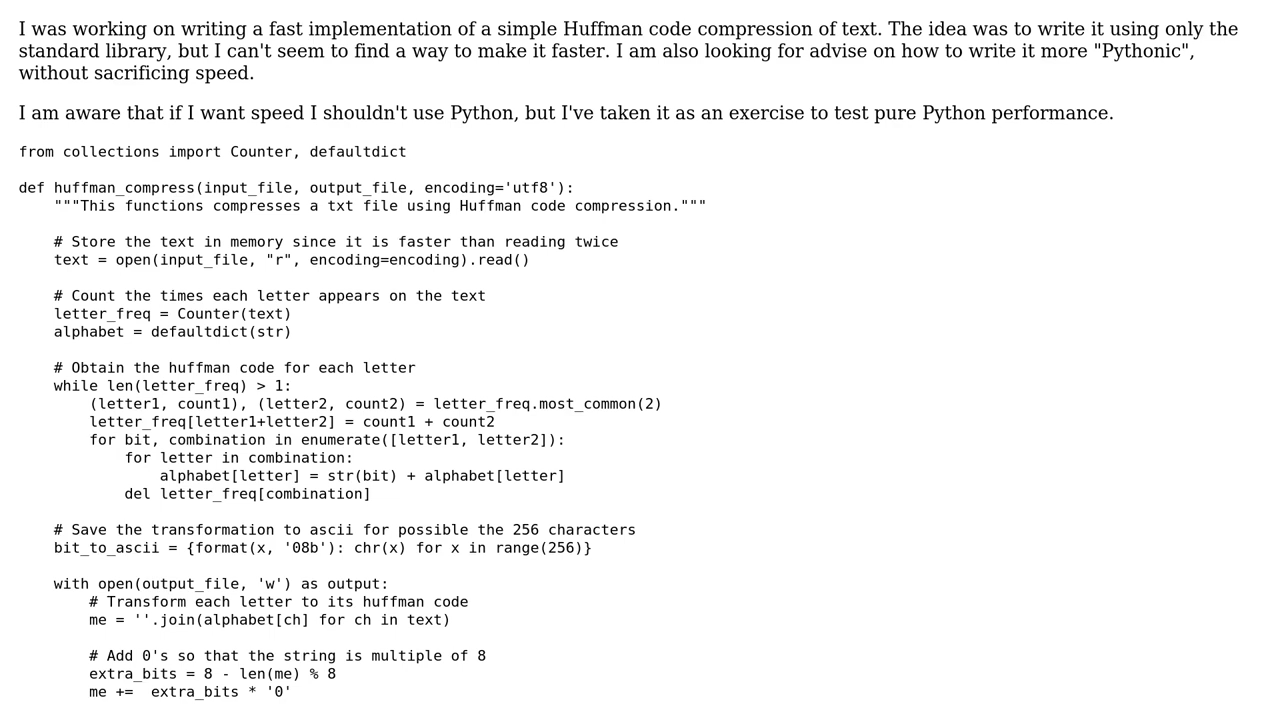 I was working on writing a fast implementation of a simple Huffman code compression of text. The idea was to write it using only the
standard library, but I can't seem to find a way to make it faster. I am also looking for advise on how to write it more "Pythonic",
without sacrificing speed.
I am aware that if I want speed I shouldn't use Python, but I've taken it as an exercise to test pure Python performance.
from collections import Counter, defaultdict
def huffman_compress(input_file, output_file, encoding='utf8'):
    """This functions compresses a txt file using Huffman code compression."""
    # Store the text in memory since it is faster than reading twice
    text = open(input_file, "r", encoding=encoding).read()
    # Count the times each letter appears on the text
    letter_freq = Counter(text)
    alphabet = defaultdict(str)
    # Obtain the huffman code for each letter
    while len(letter_freq) > 1:
        (letter1, count1), (letter2, count2) = letter_freq.most_common(2)
        letter_freq[letter1+letter2] = count1 + count2
        for bit, combination in enumerate([letter1, letter2]):
            for letter in combination:
                alphabet[letter] = str(bit) + alphabet[letter]
            del letter_freq[combination]
    # Save the transformation to ascii for possible the 256 characters
    bit_to_ascii = {format(x, '08b'): chr(x) for x in range(256)}
    with open(output_file, 'w') as output:
        # Transform each letter to its huffman code
        me = ''.join(alphabet[ch] for ch in text)
        # Add 0's so that the string is multiple of 8
        extra_bits = 8 - len(me) % 8
        me +=  extra_bits * '0'